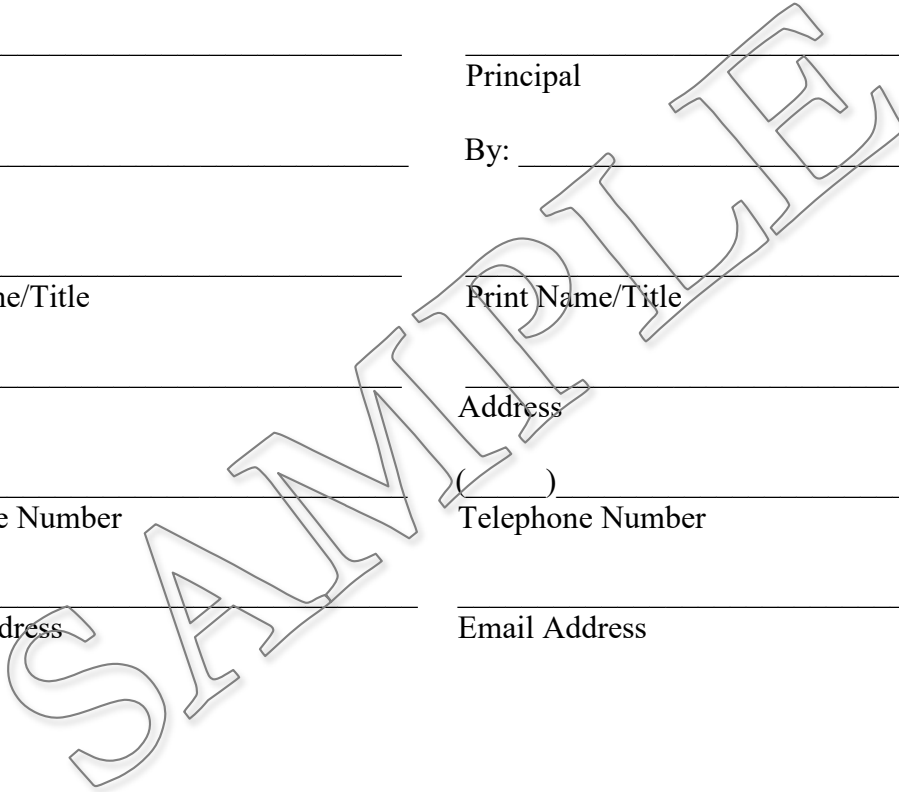 Principal
By:
ne/Title Print Name/Title
Address
( )
e Number Telephone Number
dress Email Address
SAMPLE